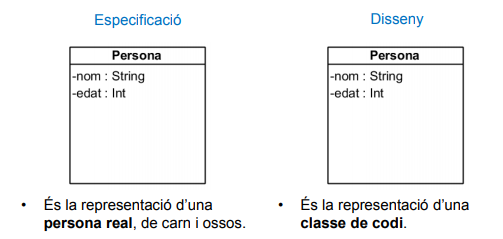 Especificació
Persona
-nom : String
-edat : Int
• És la representació d'una
persona real, de carn i ossos.
Disseny
Persona
-nom : String
-edat : Int
• És la representació d'una
classe de codi.